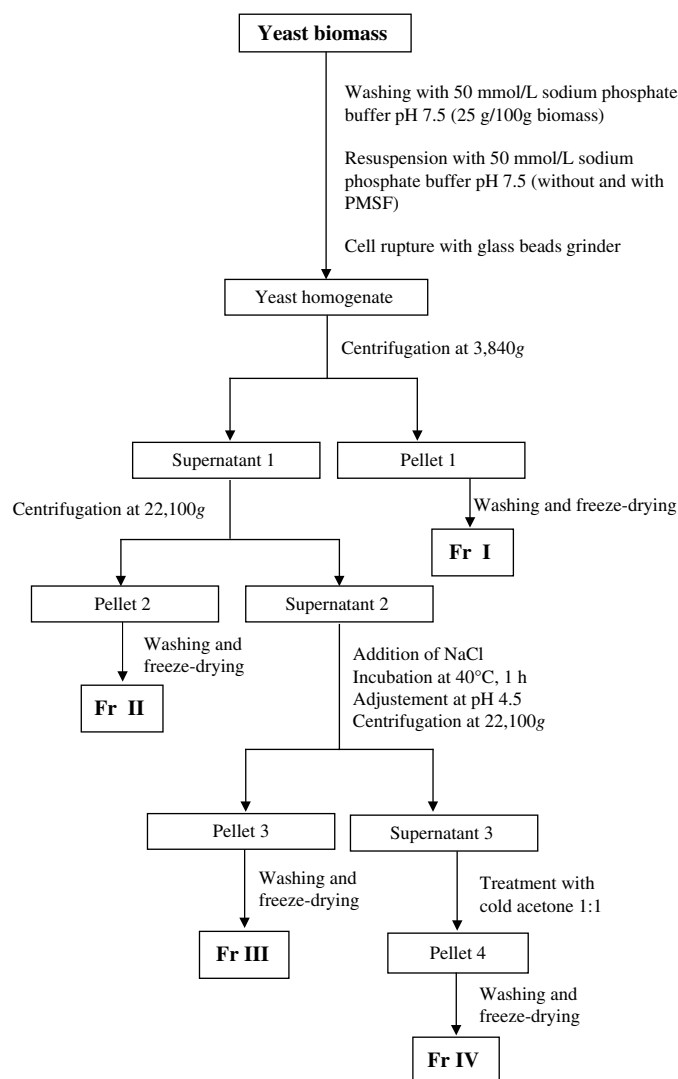 Yeast biomass
Washing with 50 mmol/L sodium phosphate
buffer pH 7.5 (25 g/100g biomass)
Resuspension with 50 mmol/L sodium
phosphate buffer pH 7.5 (without and with
PMSF)
Cell rupture with glass beads grinder
Yeast homogenate
Centrifugation at 3,840g
Supernatant 1
Pellet 1
Centrifugation at 22,100g
Washing and freeze-drying
Fr I
Pellet 2
Supernatant 2
Washing and
freeze-drying
Fr II
Addition of NaCl
Incubation at 40°C, 1 h
Adjustement at pH 4.5
Centrifugation at 22,100g
Pellet 3
Supernatant 3
Washing and
freeze-drying
Fr III
Treatment with
cold acetone 1:1
Pellet 4
Washing and
freeze-drying
Fr IV